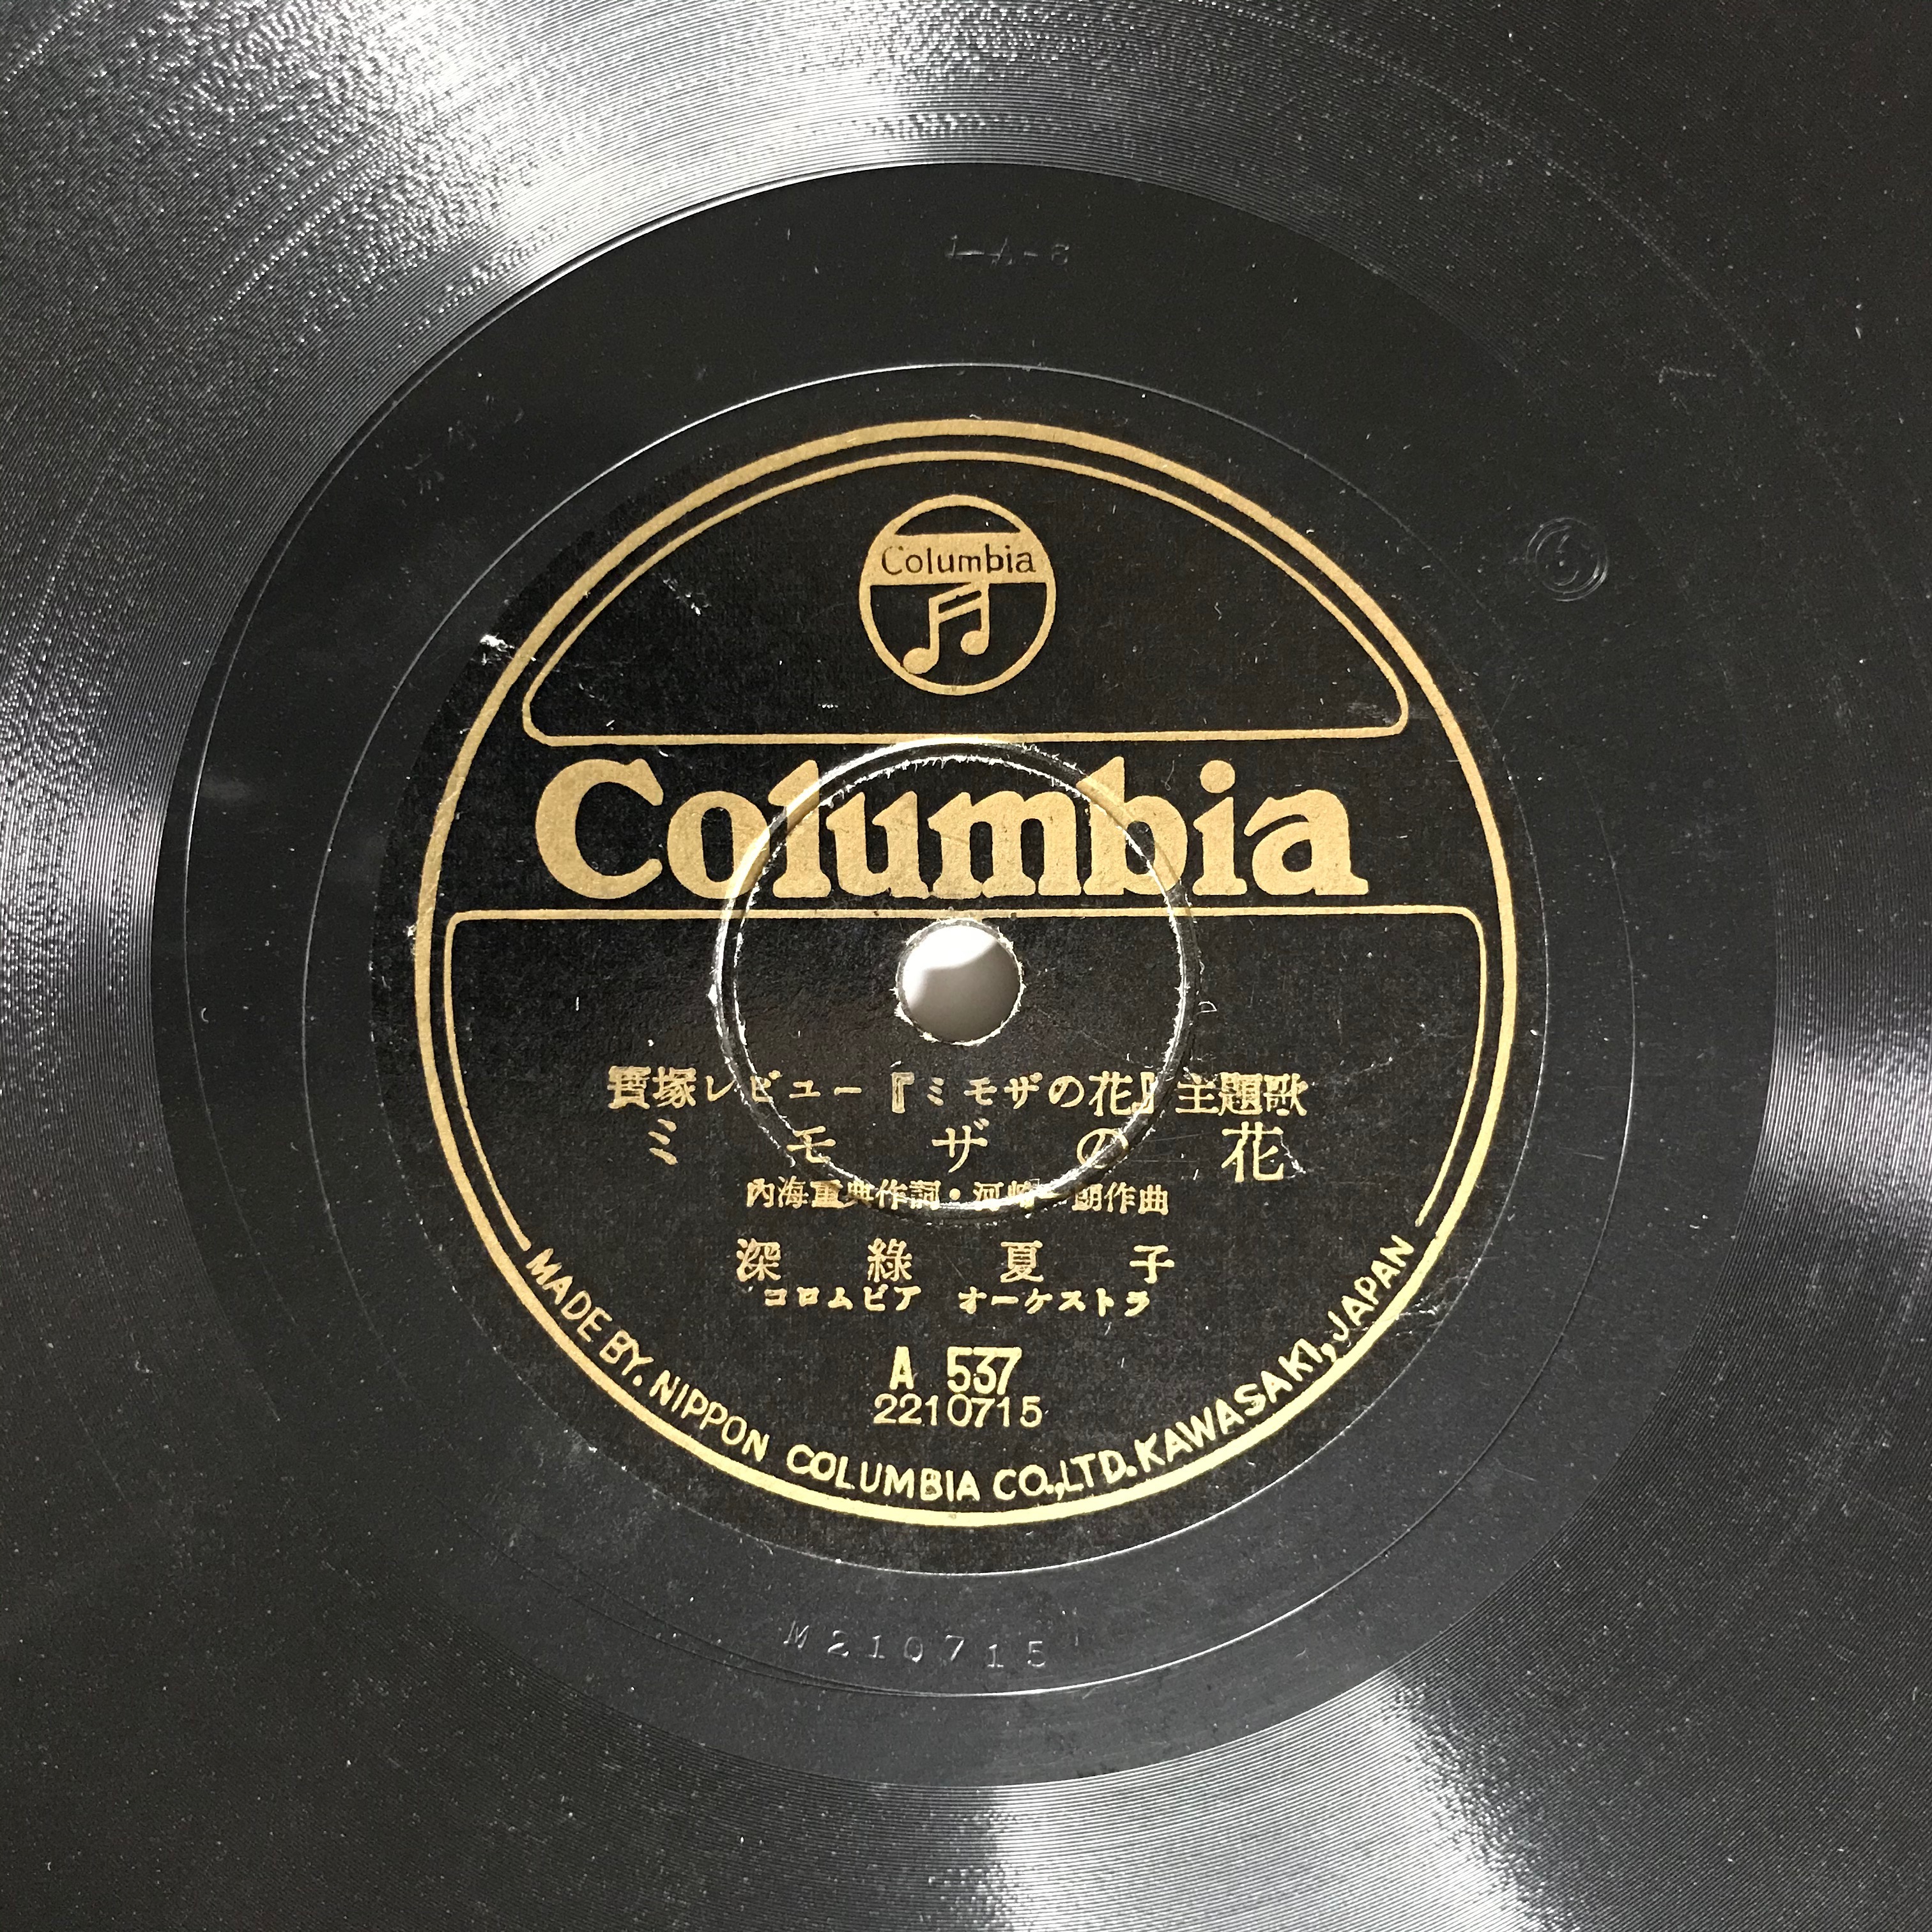 Columbia
Columbia
寶塚レビュー『ミモザの花』主題歌
ミモザの花
內海重典作詞・河崎一朗作曲
深綠夏子
コロムビア オーケストラ
A 537
2210715
MADE BY. NIPPON COLUMBIA CO.,LTD. KAWASAKI, JAPAN
M210715